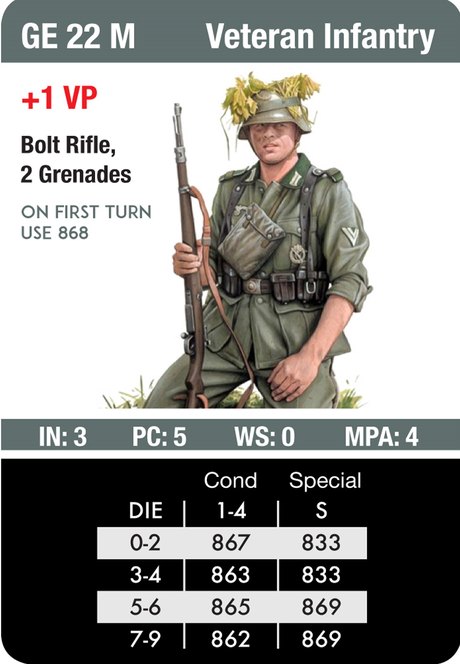 GE 22 M Veteran Infantry
+1 VP
Bolt Rifle,
2 Grenades
ON FIRST TURN
USE 868
IN: 3 PC: 5 WS: 0 MPA: 4
Cond Special
DIE 1-4 S
0-2 867 833
3-4 863 833
5-6 865 869
7-9 862 869